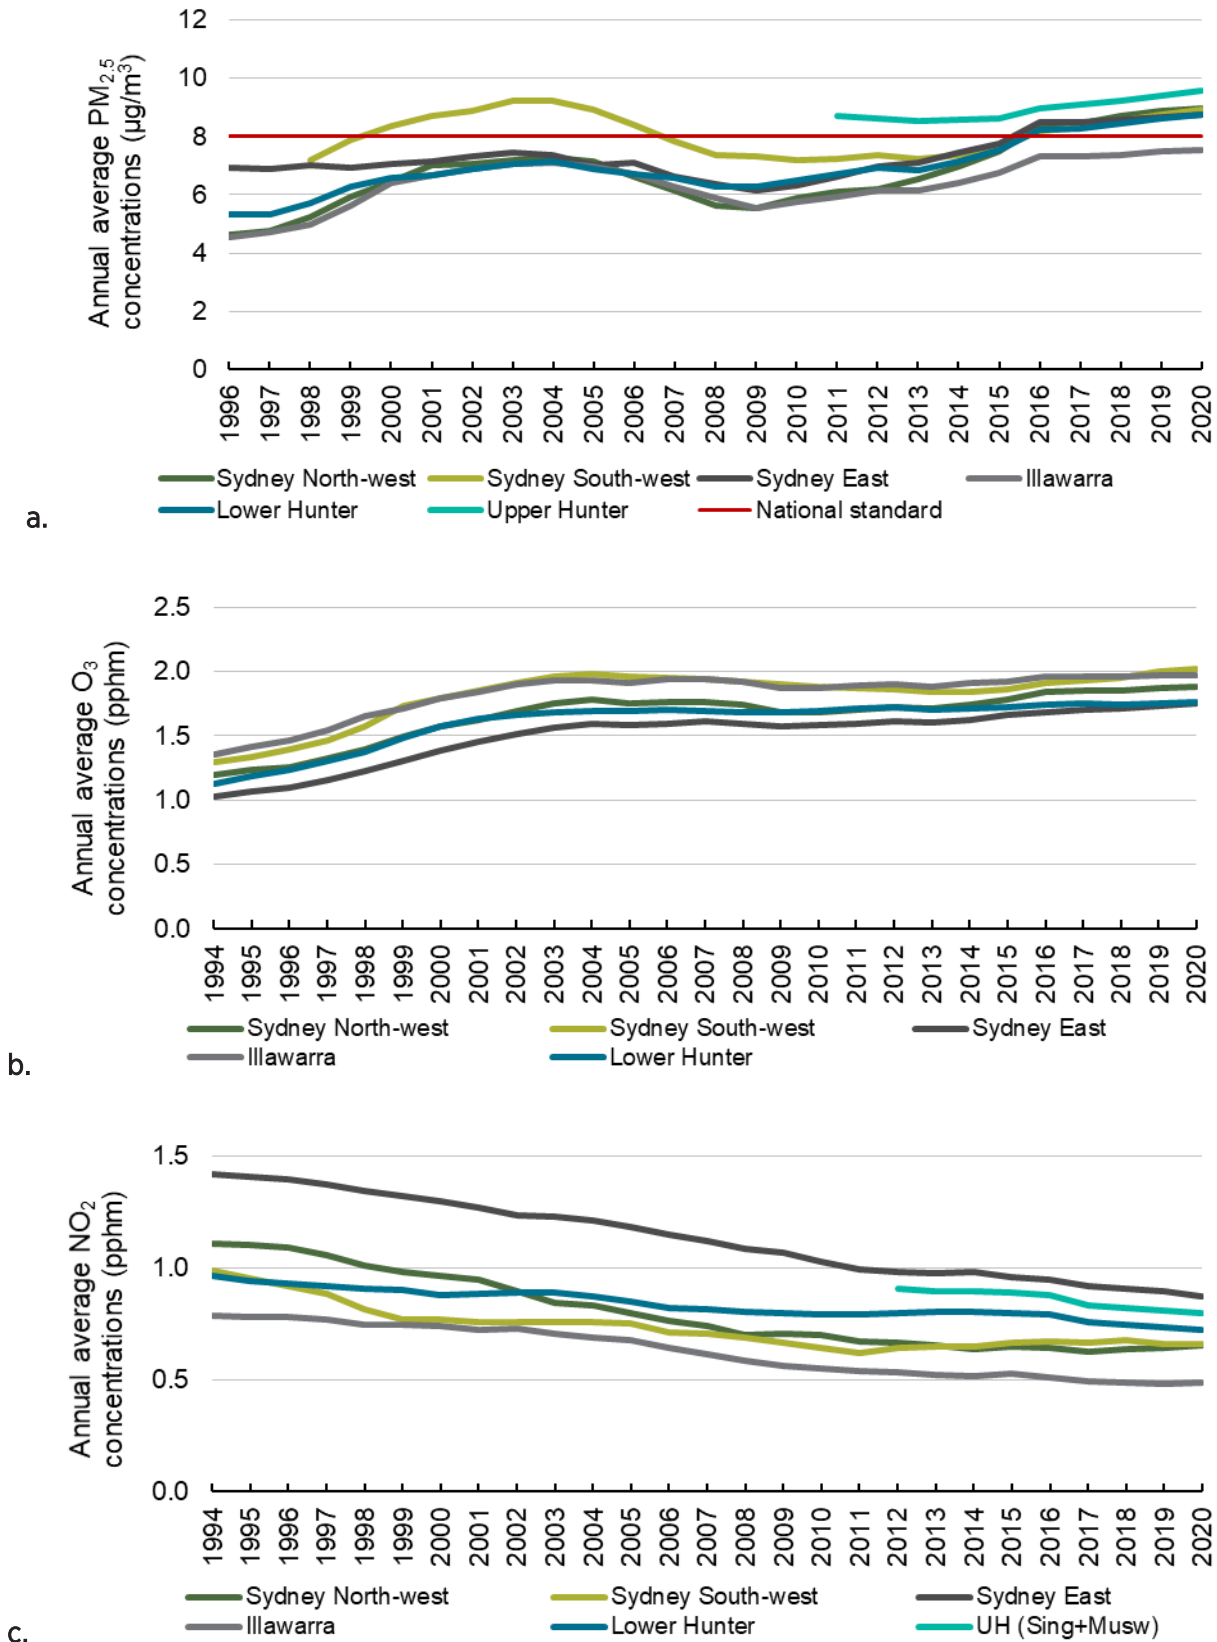 12
10
8
6
4
2
0
Annual average PM2.5
concentrations (µg/m3)
1996 1997 1998 1999 2000 2001 2002 2003 2004 2005 2006 2007 2008 2009 2010 2011 2012 2013 2014 2015 2016 2017 2018 2019 2020
Sydney North-west Sydney South-west Sydney East Illawarra
Lower Hunter Upper Hunter National standard
a.
2.5
2.0
1.5
1.0
0.5
0.0
Annual average O3
concentrations (pphm)
1994 1995 1996 1997 1998 1999 2000 2001 2002 2003 2004 2005 2006 2007 2008 2009 2010 2011 2012 2013 2014 2015 2016 2017 2018 2019 2020
Sydney North-west Sydney South-west Sydney East
Illawarra Lower Hunter
b.
1.5
1.0
0.5
0.0
Annual average NO2
concentrations (pphm)
1994 1995 1996 1997 1998 1999 2000 2001 2002 2003 2004 2005 2006 2007 2008 2009 2010 2011 2012 2013 2014 2015 2016 2017 2018 2019 2020
Sydney North-west Sydney South-west Sydney East
Illawarra Lower Hunter UH (Sing+Musw)
c.